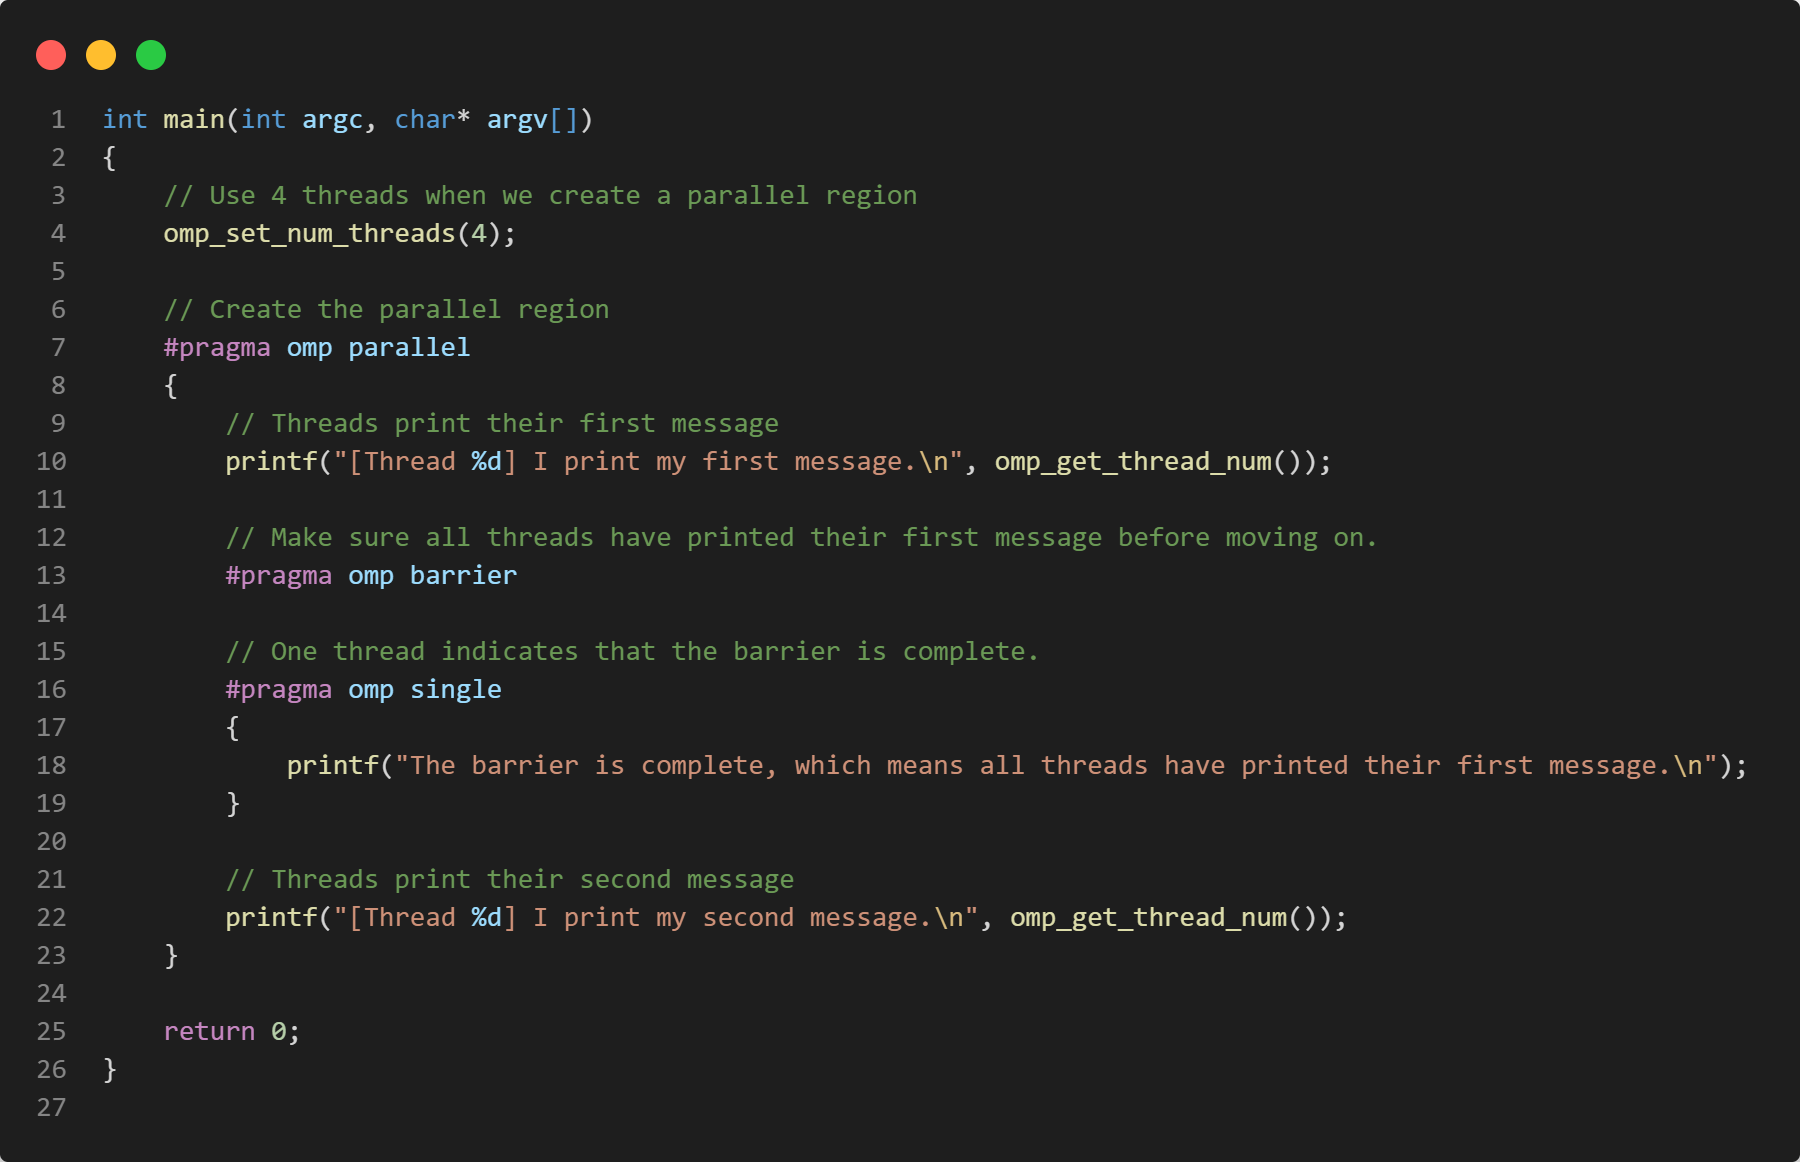 1 int main(int argc, char* argv[])
2 {
3     // Use 4 threads when we create a parallel region
4     omp_set_num_threads(4);
5
6     // Create the parallel region
7     #pragma omp parallel
8     {
9         // Threads print their first message
10         printf("[Thread %d] I print my first message.\n", omp_get_thread_num());
11
12         // Make sure all threads have printed their first message before moving on.
13         #pragma omp barrier
14
15         // One thread indicates that the barrier is complete.
16         #pragma omp single
17         {
18             printf("The barrier is complete, which means all threads have printed their first message.\n");
19         }
20
21         // Threads print their second message
22         printf("[Thread %d] I print my second message.\n", omp_get_thread_num());
23     }
24
25     return 0;
26 }
27